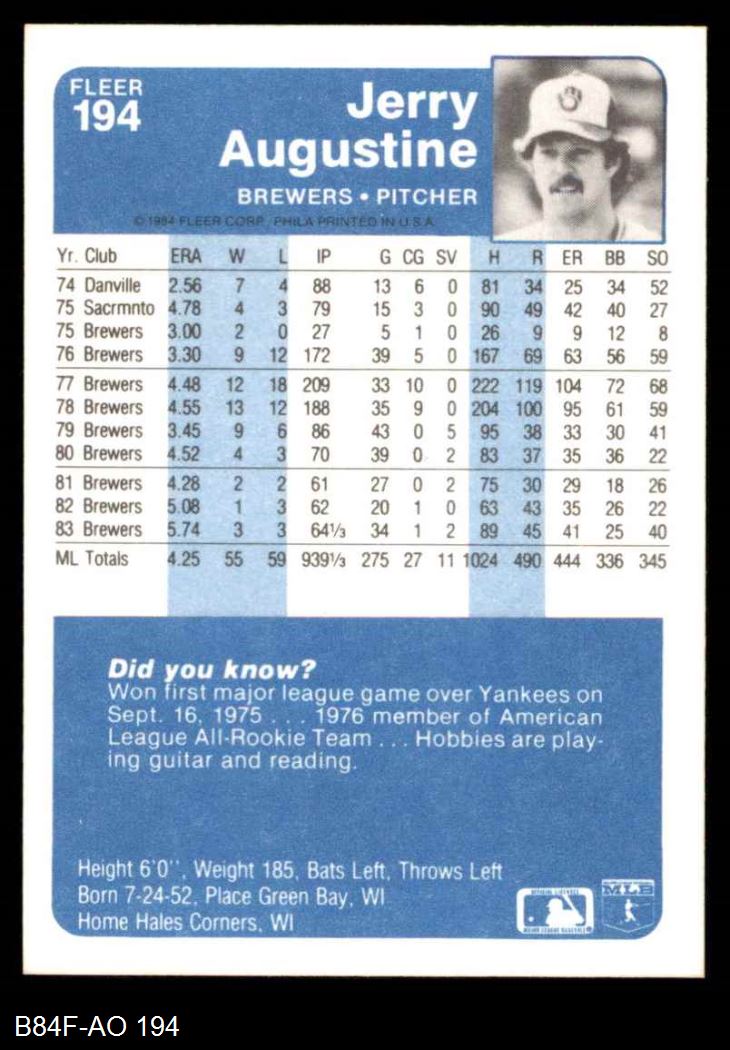 FLEER
194
Jerry
Augustine
BREWERS • PITCHER
© 1984 FLEER CORP. PHILA PRINTED IN U.S.A.
Yr. Club ERA W L IP G CG SV H R ER BB SO
74 Danville 2.56 7 4 88 13 6 0 81 34 25 34 52
75 Sacrmnto 4.78 4 3 79 15 3 0 90 49 42 40 27
75 Brewers 3.00 2 0 27 5 1 0 26 9 9 12 8
76 Brewers 3.30 9 12 172 39 5 0 167 69 63 56 59
77 Brewers 4.48 12 18 209 33 10 0 222 119 104 72 68
78 Brewers 4.55 13 12 188 35 9 0 204 100 95 61 59
79 Brewers 3.45 9 6 86 43 0 5 95 38 33 30 41
80 Brewers 4.52 4 3 70 39 0 2 83 37 35 36 22
81 Brewers 4.28 2 2 61 27 0 2 75 30 29 18 26
82 Brewers 5.08 1 3 62 20 1 0 63 43 35 26 22
83 Brewers 5.74 3 3 64⅓ 34 1 2 89 45 41 25 40
ML Totals 4.25 55 59 939⅓ 275 27 11 1024 490 444 336 345
Did you know?
Won first major league game over Yankees on
Sept. 16, 1975 . . . 1976 member of American
League All-Rookie Team . . . Hobbies are play-
ing guitar and reading.
Height 6'0'', Weight 185, Bats Left, Throws Left
Born 7-24-52, Place Green Bay, WI
Home Hales Corners, WI
MLB
B84F-AO 194